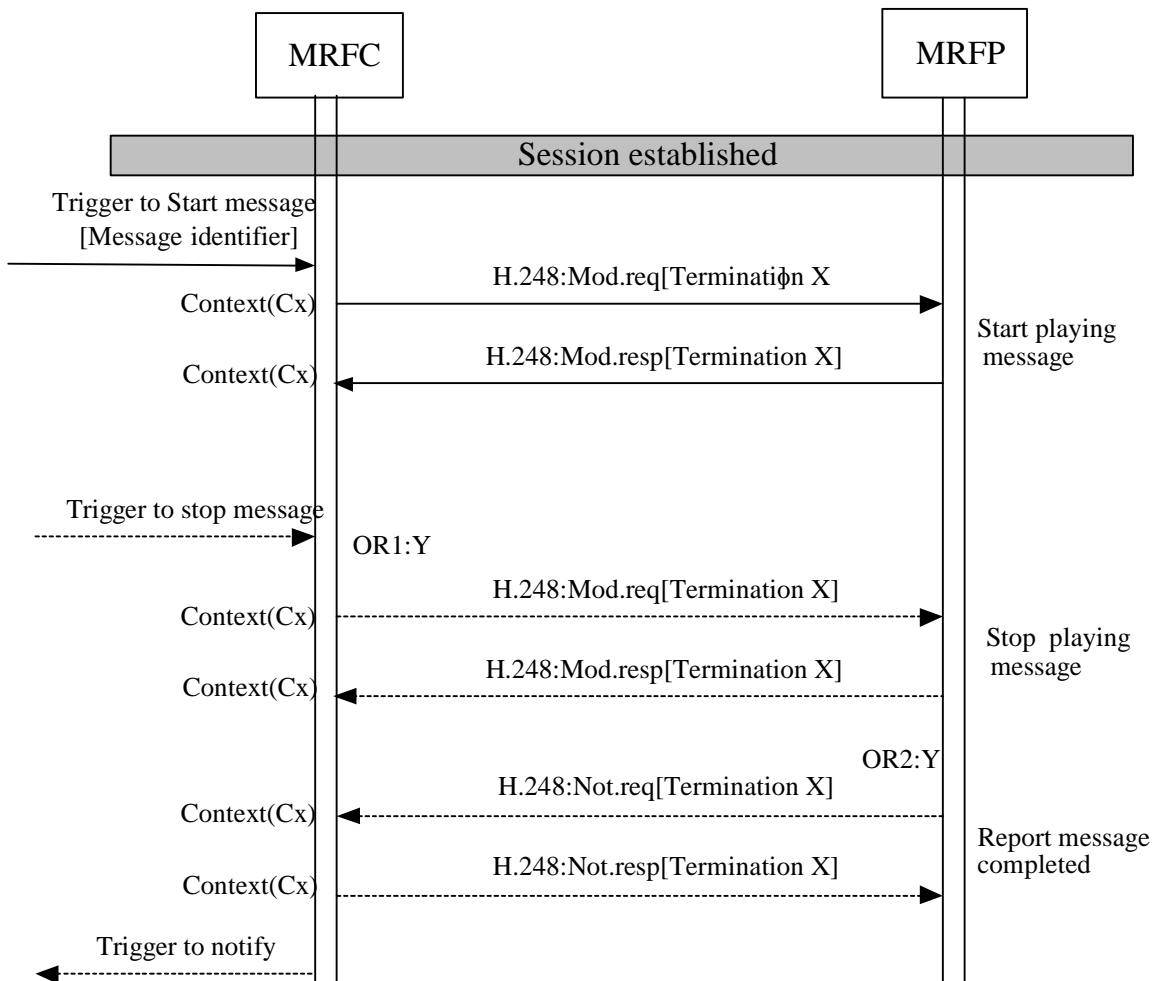 MRFC
MRFP
Session established
Trigger to Start message
[Message identifier]
H.248:Mod.req[Termination X
Context(Cx)
Start playing
message
H.248:Mod.resp[Termination X]
Context(Cx)
Trigger to stop message
OR1:Y
H.248:Mod.req[Termination X]
Context(Cx)
Stop playing
message
H.248:Mod.resp[Termination X]
Context(Cx)
OR2:Y
H.248:Not.req[Termination X]
Context(Cx)
Report message
completed
H.248:Not.resp[Termination X]
Context(Cx)
Trigger to notify